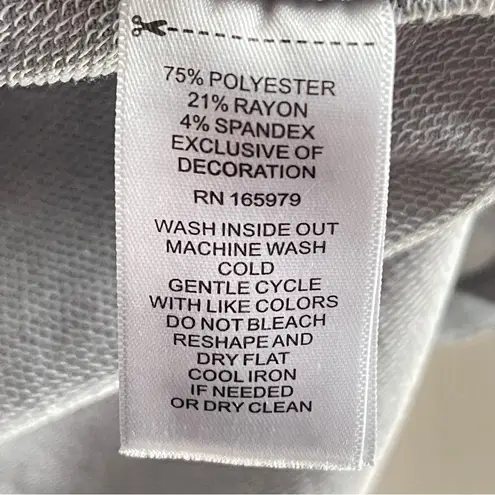 75% POLYESTER
21% RAYON
4% SPANDEX
EXCLUSIVE OF
DECORATION
RN 165979
WASH INSIDE OUT
MACHINE WASH
COLD
GENTLE CYCLE
WITH LIKE COLORS
DO NOT BLEACH
RESHAPE AND
DRY FLAT
COOL IRON
IF NEEDED
OR DRY CLEAN